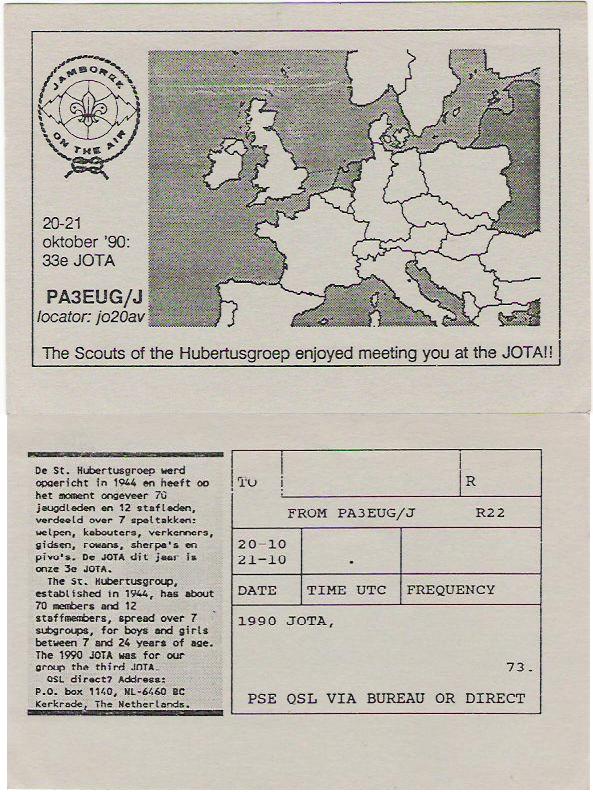 JAMBOREE
ON THE AIR
20-21
oktober '90:
33e JOTA
PA3EUG/J
locator: jo20av
The Scouts of the Hubertusgroep enjoyed meeting you at the JOTA!!
De St. Hubertusgroep werd
opgericht in 1944 en heeft op
het moment ongeveer 70
jeugdleden en 12 stafleden,
verdeeld over 7 speltakken:
welpen, kabouters, verkenners,
gidsen, rowans, sherpa's en
pivo's. De JOTA dit jaar is
onze 3e JOTA.
The St. Hubertusgroup,
established in 1944, has about
70 members and 12
staffmembers, spread over 7
subgroups, for boys and girls
between 7 and 24 years of age.
The 1990 JOTA was for our
group the third JOTA.
QSL direct? Address:
P.O. box 1140, NL-6460 BC
Kerkrade, The Netherlands.
TO
R
FROM PA3EUG/J R22
20-10
21-10
DATE TIME UTC FREQUENCY
1990 JOTA,
73.
PSE QSL VIA BUREAU OR DIRECT